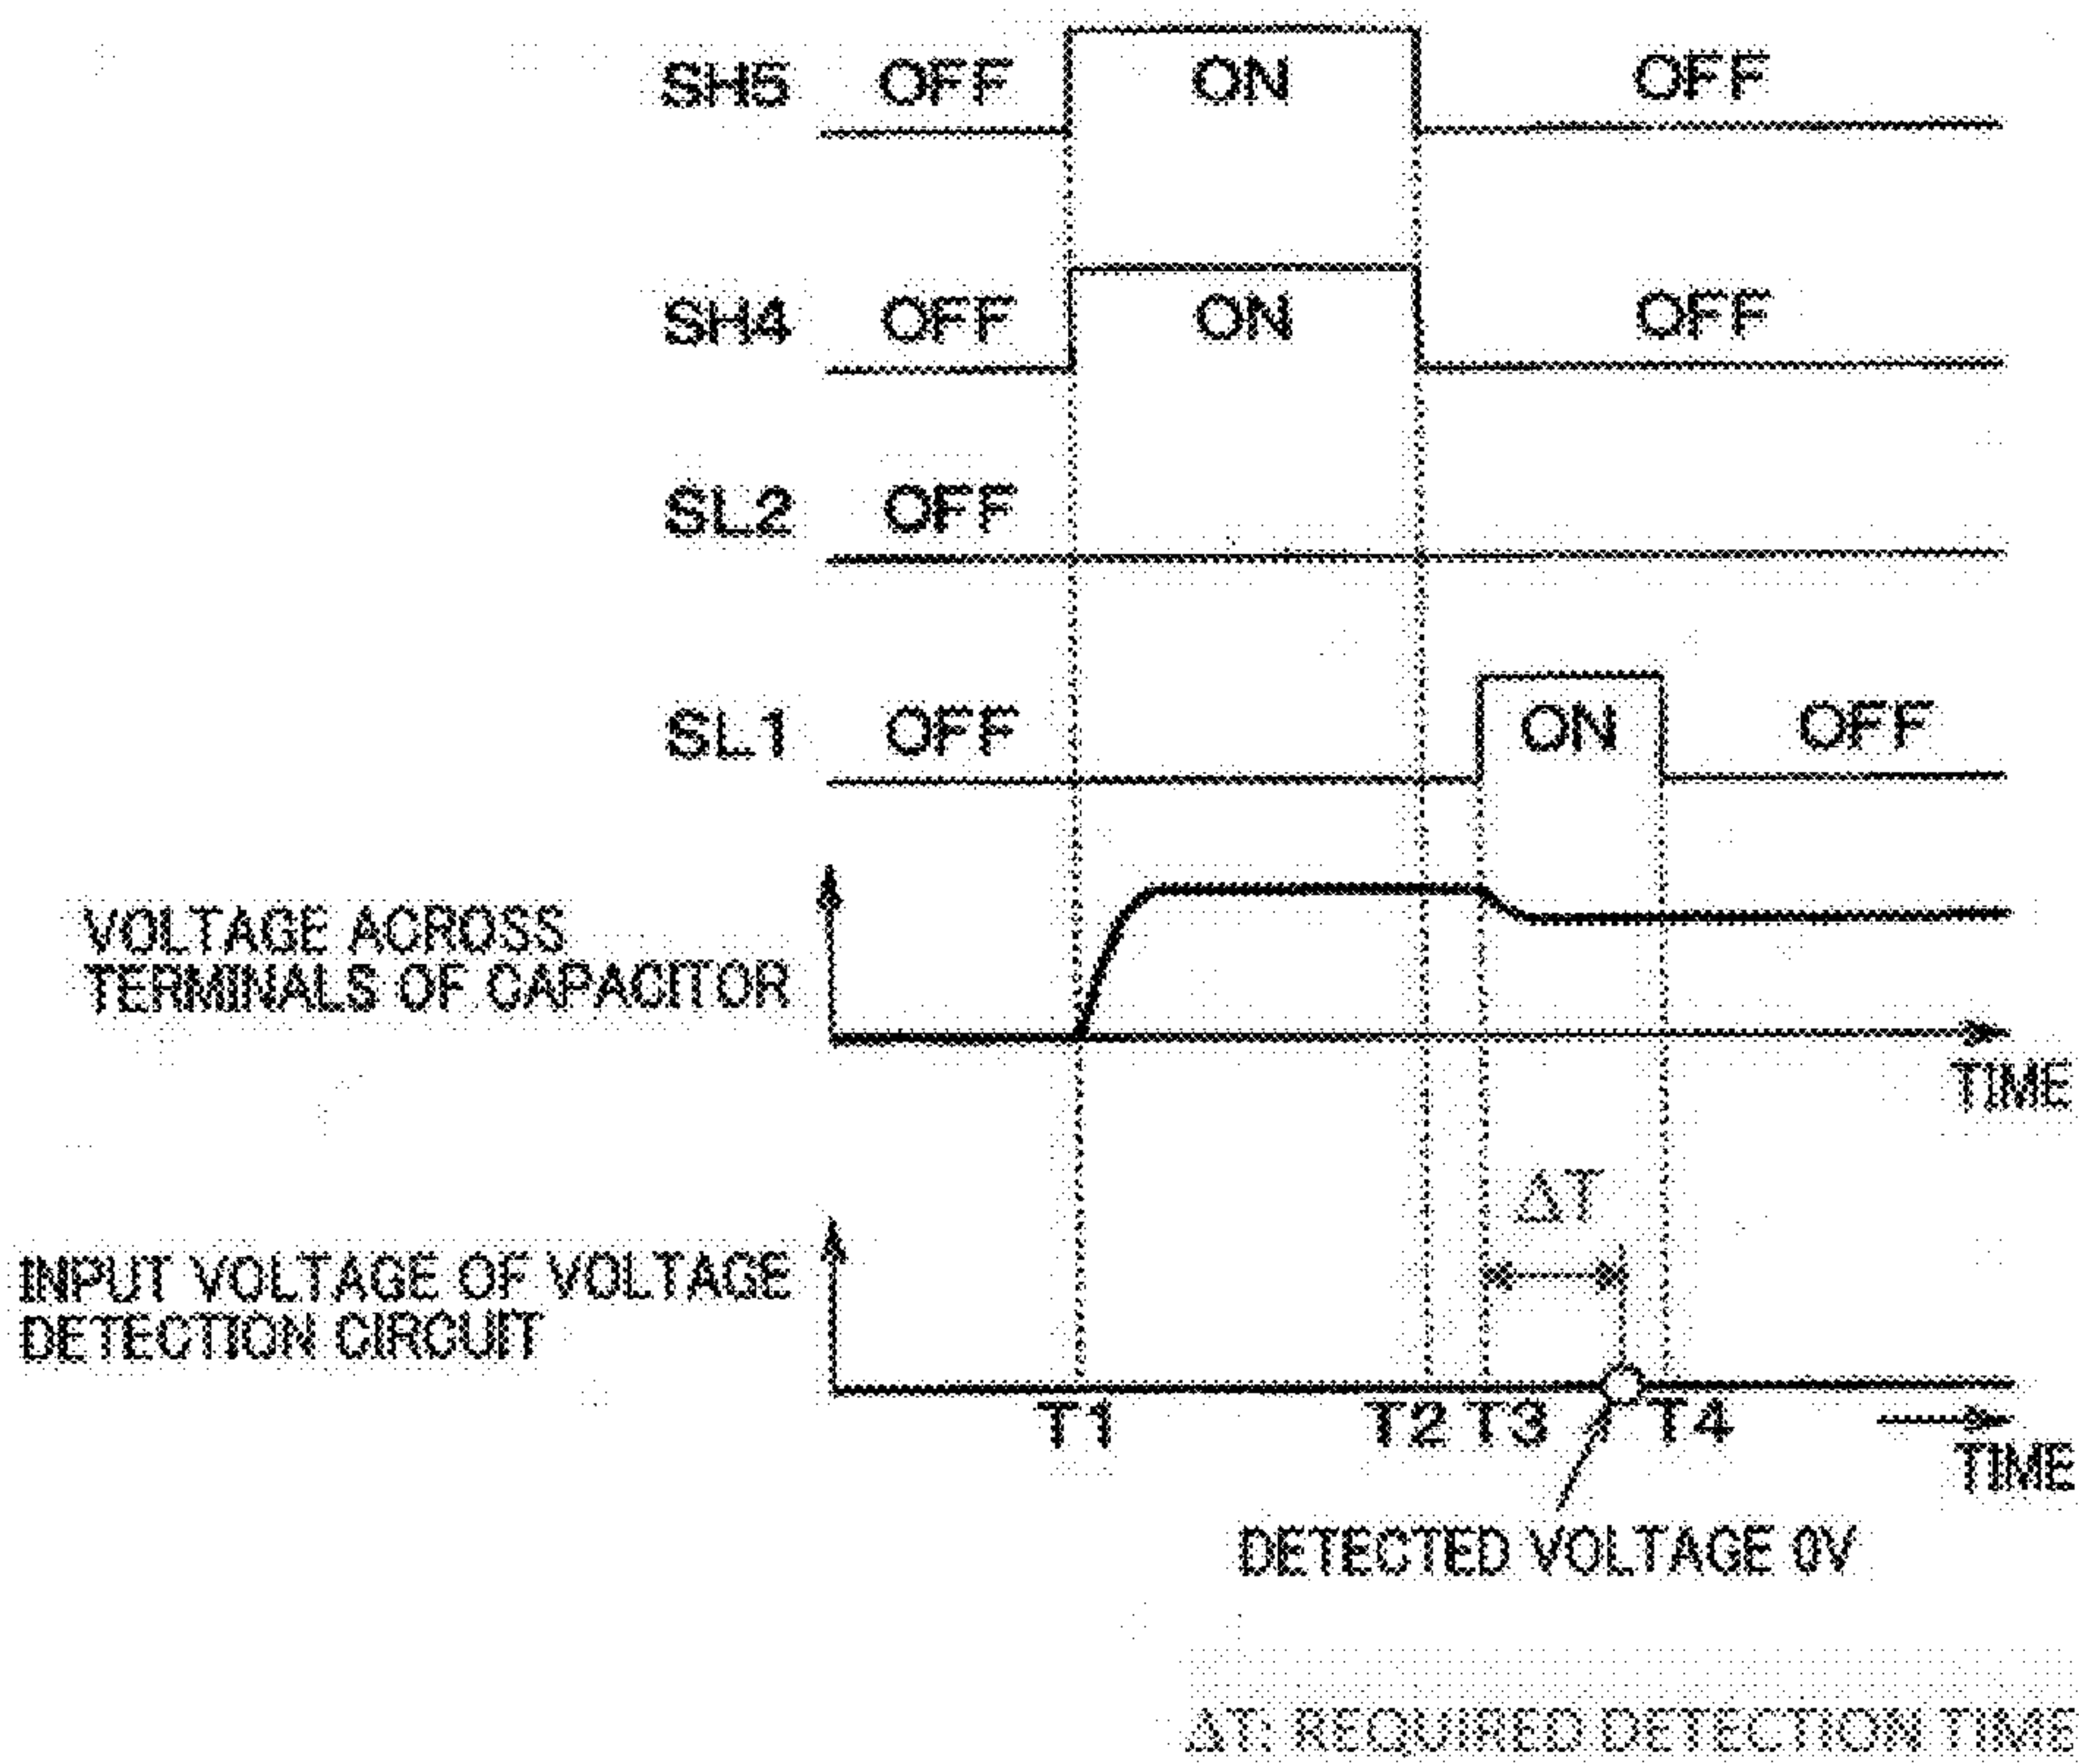 SH5 OFF ON OFF
SH4 OFF ON OFF
SL2 OFF
SL1 OFF ON OFF
VOLTAGE ACROSS
TERMINALS OF CAPACITOR
TIME
ΔT
INPUT VOLTAGE OF VOLTAGE
DETECTION CIRCUIT
T1 T2 T3 T4
TIME
DETECTED VOLTAGE 0V
ΔT: REQUIRED DETECTION TIME